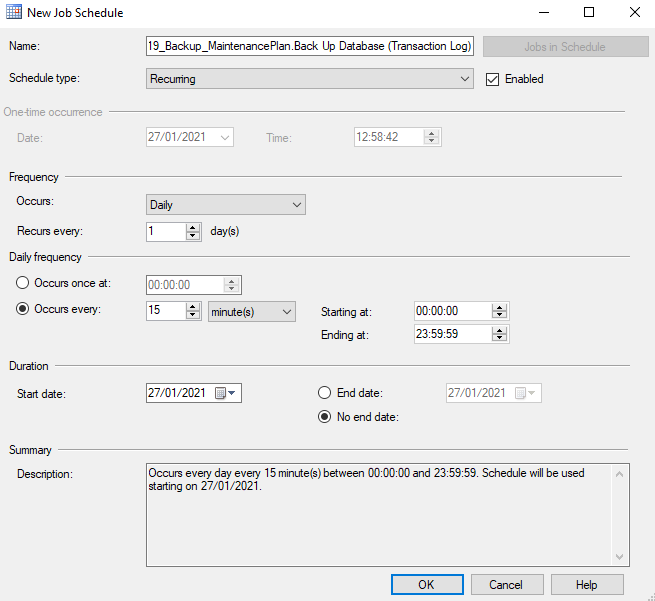 New Job Schedule
Name:
19_Backup_MaintenancePlan.Back Up Database (Transaction Log)
Jobs in Schedule
Schedule type:
Recurring
Enabled
One-time occurrence
Date:
27/01/2021
Time:
12:58:42
Frequency
Occurs:
Daily
Recurs every:
1
day(s)
Daily frequency
Occurs once at:
00:00:00
Occurs every:
15
minute(s)
Starting at:
00:00:00
Ending at:
23:59:59
Duration
Start date:
27/01/2021
End date:
27/01/2021
No end date:
Summary
Description:
Occurs every day every 15 minute(s) between 00:00:00 and 23:59:59. Schedule will be used
starting on 27/01/2021.
OK
Cancel
Help